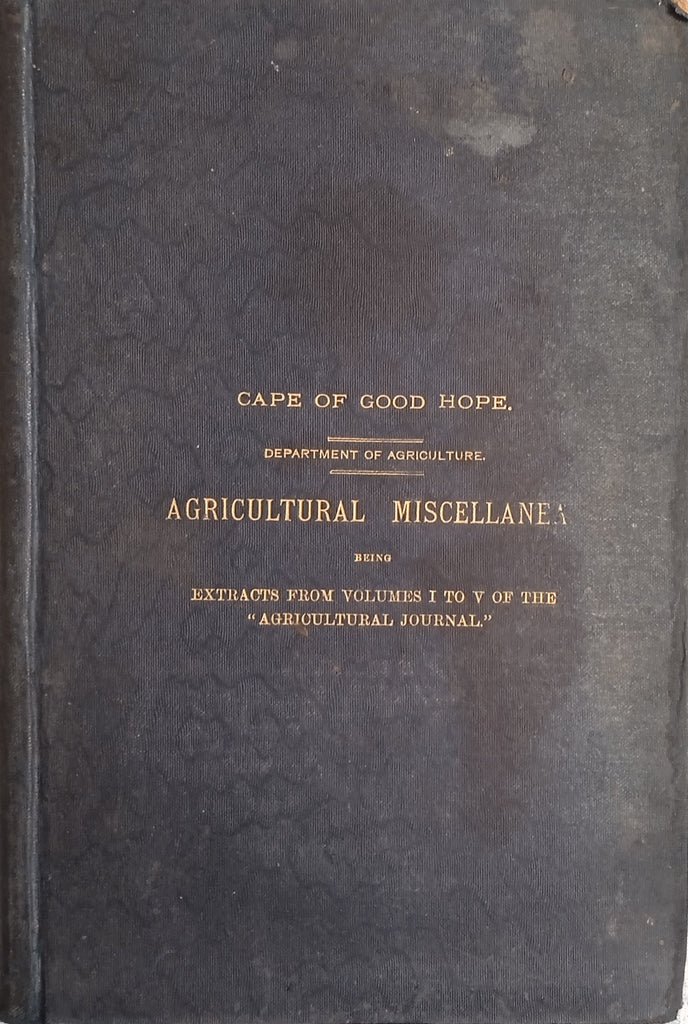 CAPE OF GOOD HOPE.
DEPARTMENT OF AGRICULTURE.
AGRICULTURAL MISCELLANEA
BEING
EXTRACTS FROM VOLUMES I TO V OF THE
"AGRICULTURAL JOURNAL."